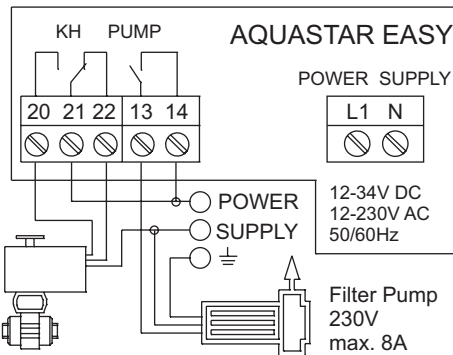 KH PUMP
AQUASTAR EASY
POWER SUPPLY
20 21 22 13 14
L1 N
POWER
SUPPLY
12-34V DC
12-230V AC
50/60Hz
Filter Pump
230V
max. 8A